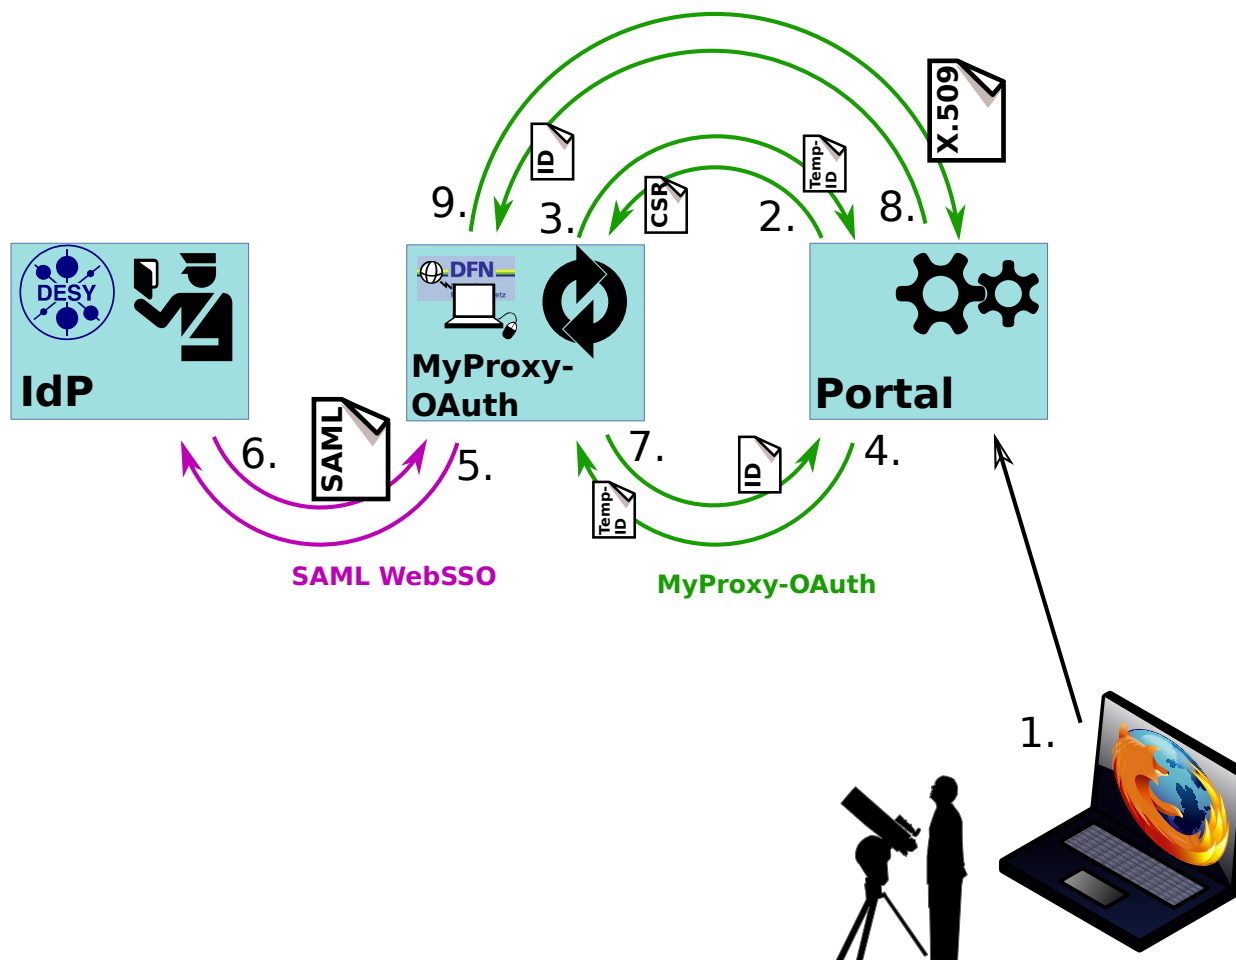 X.509
ID
Temp-
ID
CSR
9.
3.
2.
8.
DESY
IdP
DFN
etz
MyProxy-
OAuth
Portal
6.
SAML
5.
7.
ID
4.
Temp-
ID
SAML WebSSO
MyProxy-OAuth
1.